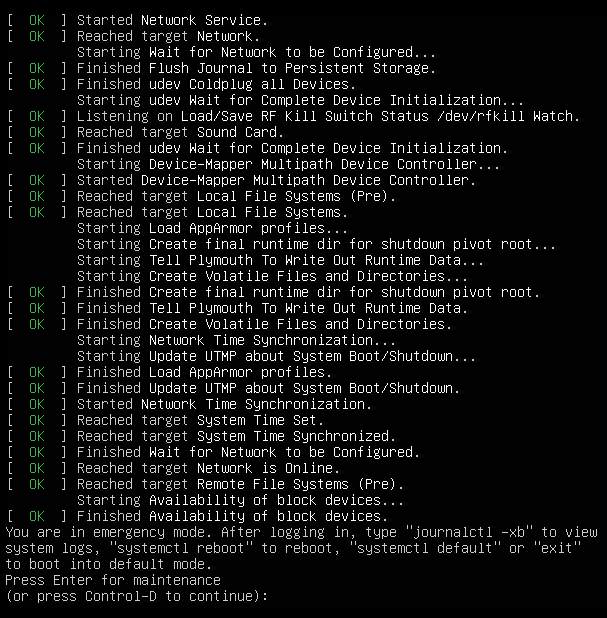 [  OK  ] Started Network Service.
[  OK  ] Reached target Network.
         Starting Wait for Network to be Configured...
[  OK  ] Finished Flush Journal to Persistent Storage.
[  OK  ] Finished udev Coldplug all Devices.
         Starting udev Wait for Complete Device Initialization...
[  OK  ] Listening on Load/Save RF Kill Switch Status /dev/rfkill Watch.
[  OK  ] Reached target Sound Card.
[  OK  ] Finished udev Wait for Complete Device Initialization.
         Starting Device-Mapper Multipath Device Controller...
[  OK  ] Started Device-Mapper Multipath Device Controller.
[  OK  ] Reached target Local File Systems (Pre).
[  OK  ] Reached target Local File Systems.
         Starting Load AppArmor profiles...
         Starting Create final runtime dir for shutdown pivot root...
         Starting Tell Plymouth To Write Out Runtime Data...
         Starting Create Volatile Files and Directories...
[  OK  ] Finished Create final runtime dir for shutdown pivot root.
[  OK  ] Finished Tell Plymouth To Write Out Runtime Data.
[  OK  ] Finished Create Volatile Files and Directories.
         Starting Network Time Synchronization...
         Starting Update UTMP about System Boot/Shutdown...
[  OK  ] Finished Load AppArmor profiles.
[  OK  ] Finished Update UTMP about System Boot/Shutdown.
[  OK  ] Started Network Time Synchronization.
[  OK  ] Reached target System Time Set.
[  OK  ] Reached target System Time Synchronized.
[  OK  ] Finished Wait for Network to be Configured.
[  OK  ] Reached target Network is Online.
[  OK  ] Reached target Remote File Systems (Pre).
         Starting Availability of block devices...
[  OK  ] Finished Availability of block devices.
You are in emergency mode. After logging in, type "journalctl -xb" to view
system logs, "systemctl reboot" to reboot, "systemctl default" or "exit"
to boot into default mode.
Press Enter for maintenance
(or press Control-D to continue):